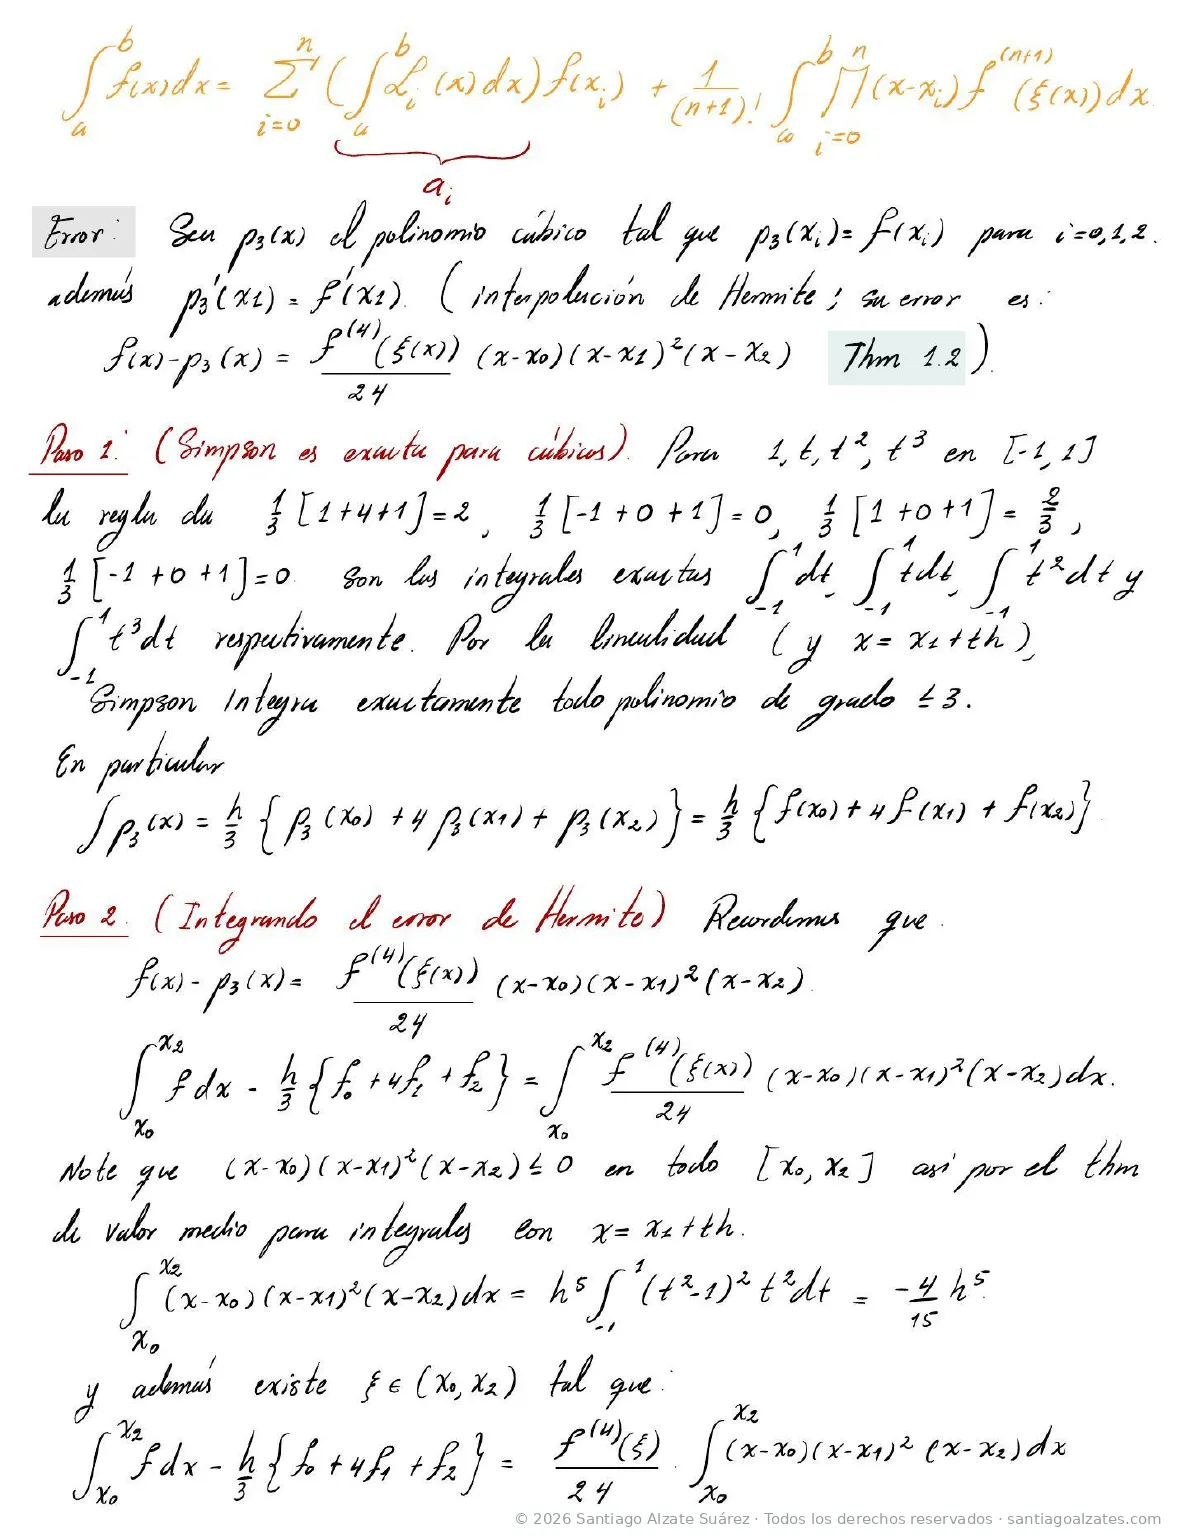 ∫_a^b f(x)dx = ∑_{i=0}^n (∫_a^b ℒ_i(x)dx) f(x_i) + 1/(n+1)! ∫_a^b ∏_{i=0}^n (x-x_i) f^{(n+1)}(ξ(x))dx
a_i
Error: Sea p₃(x) el polinomio cúbico tal que p₃(x_i) = f(x_i) para i=0,1,2.
además p₃'(x₁) = f'(x₁). (interpolación de Hermite; su error es:
f(x)-p₃(x) = f^{(4)}(ξ(x))/24 (x-x₀)(x-x₁)²(x-x₂) Thm 1.2).
Paso 1: (Simpson es exacta para cúbicas). Para 1, t, t², t³ en [-1,1]
la regla da 1/3 [1+4+1]=2, 1/3 [-1+0+1]=0, 1/3 [1+0+1]=2/3,
1/3 [-1+0+1]=0. Son las integrales exactas ∫_{-1}^1 dt, ∫_{-1}^1 tdt, ∫_{-1}^1 t²dt y
∫_{-1}^1 t³dt respectivamente. Por la linealidad (y x = x₁+th),
Simpson integra exactamente todo polinomio de grado ≤ 3.
En particular
∫p₃(x) = h/3 {p₃(x₀) + 4p₃(x₁) + p₃(x₂)} = h/3 {f(x₀) + 4f(x₁) + f(x₂)}
Paso 2. (Integrando el error de Hermite) Recordemos que.
f(x)-p₃(x) = f^{(4)}(ξ(x))/24 (x-x₀)(x-x₁)²(x-x₂).
∫_{x₀}^{x₂} f dx - h/3 {f₀+4f₁+f₂} = ∫_{x₀}^{x₂} f^{(4)}(ξ(x))/24 (x-x₀)(x-x₁)²(x-x₂)dx.
Note que (x-x₀)(x-x₁)²(x-x₂) ≤ 0 en todo [x₀,x₂] asi por el thm
de valor medio para integrales con x = x₁+th.
∫_{x₀}^{x₂} (x-x₀)(x-x₁)²(x-x₂)dx = h⁵ ∫_{-1}^1 (t²-1)² t²dt = -4/15 h⁵.
y además existe ξ ∈ (x₀,x₂) tal que:
∫_{x₀}^{x₂} f dx - h/3 {f₀+4f₁+f₂} = f^{(4)}(ξ)/24 · ∫_{x₀}^{x₂} (x-x₀)(x-x₁)²(x-x₂)dx
© 2026 Santiago Alzate Suárez · Todos los derechos reservados · santiagoalzates.com